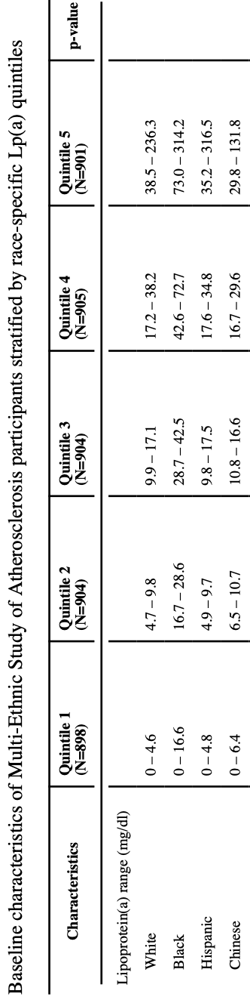 Baseline characteristics of Multi-Ethnic Study of Atherosclerosis participants stratified by race-specific Lp(a) quintiles
Characteristics Quintile 1 (N=898) Quintile 2 (N=904) Quintile 3 (N=904) Quintile 4 (N=905) Quintile 5 (N=901) p-value
Lipoprotein(a) range (mg/dl)
White 0 – 4.6 4.7 – 9.8 9.9 – 17.1 17.2 – 38.2 38.5 – 236.3
Black 0 – 16.6 16.7 – 28.6 28.7 – 42.5 42.6 – 72.7 73.0 – 314.2
Hispanic 0 – 4.8 4.9 – 9.7 9.8 – 17.5 17.6 – 34.8 35.2 – 316.5
Chinese 0 – 6.4 6.5 – 10.7 10.8 – 16.6 16.7 – 29.6 29.8 – 131.8